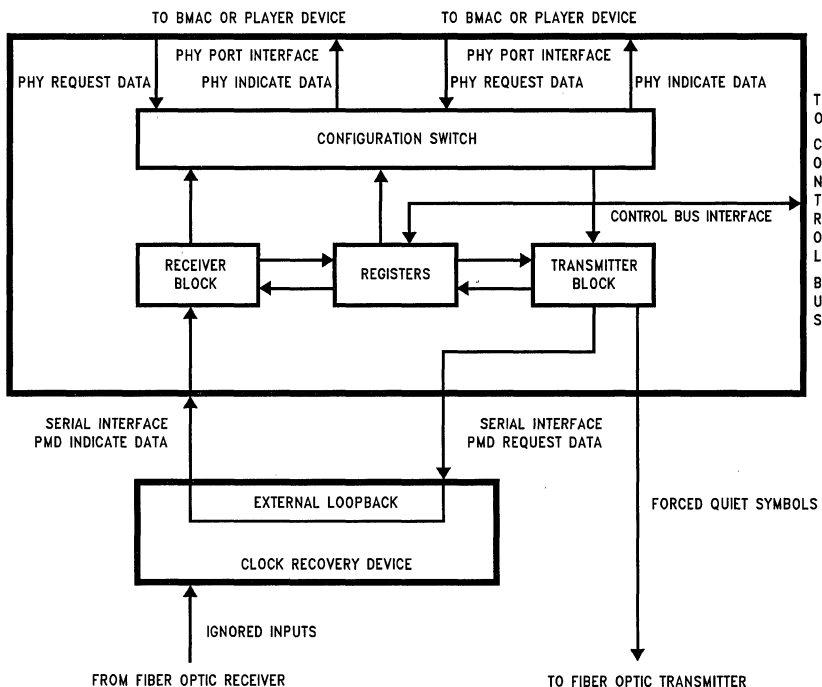 TO BMAC OR PLAYER DEVICE
TO BMAC OR PLAYER DEVICE
PHY PORT INTERFACE
PHY PORT INTERFACE
PHY REQUEST DATA
PHY INDICATE DATA
PHY REQUEST DATA
PHY INDICATE DATA
TO CONTROL BUS
CONFIGURATION SWITCH
CONTROL BUS INTERFACE
RECEIVER
BLOCK
REGISTERS
TRANSMITTER
BLOCK
SERIAL INTERFACE
PMD INDICATE DATA
SERIAL INTERFACE
PMD REQUEST DATA
EXTERNAL LOOPBACK
FORCED QUIET SYMBOLS
CLOCK RECOVERY DEVICE
IGNORED INPUTS
FROM FIBER OPTIC RECEIVER
TO FIBER OPTIC TRANSMITTER